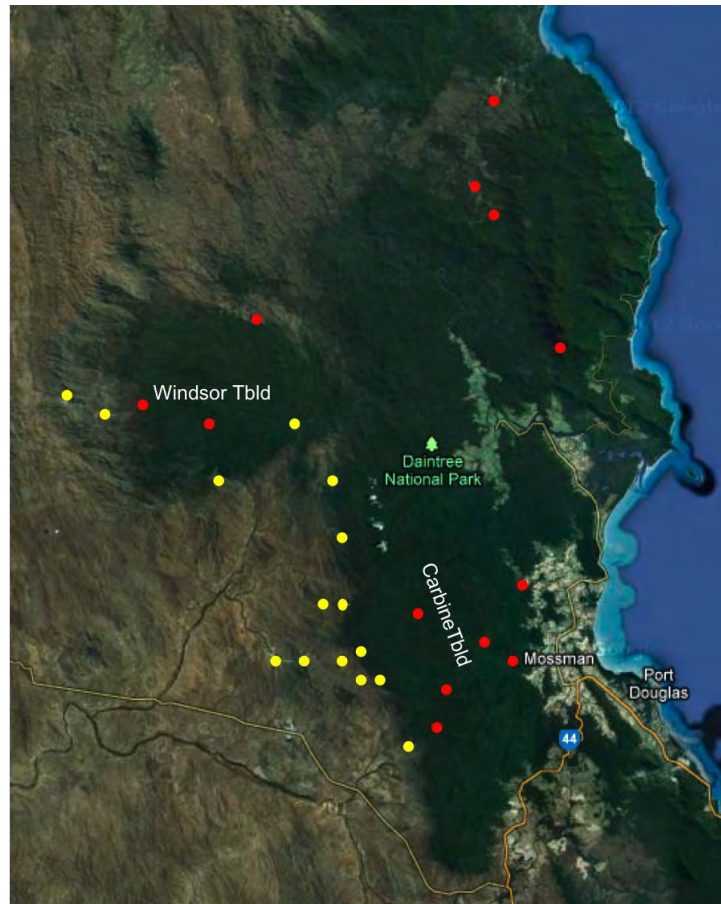 Windsor Tbld
Daintree
National Park
CarbineTbld
Mossman
Port
Douglas
44